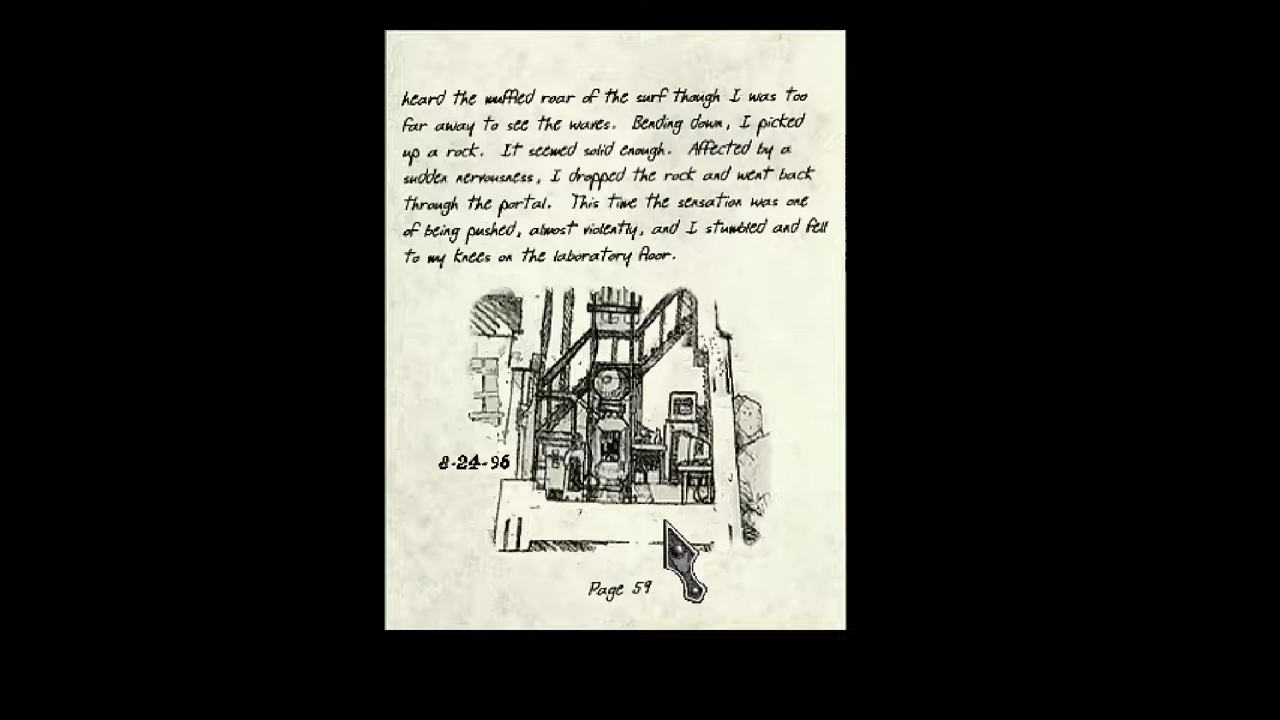 heard the muffled roar of the surf though I was too
far away to see the waves. Bending down, I picked
up a rock. It seemed solid enough. Affected by a
sudden nervousness, I dropped the rock and went back
through the portal. This time the sensation was one
of being pushed, almost violently, and I stumbled and fell
to my knees on the laboratory floor.
8-24-96
Page 59